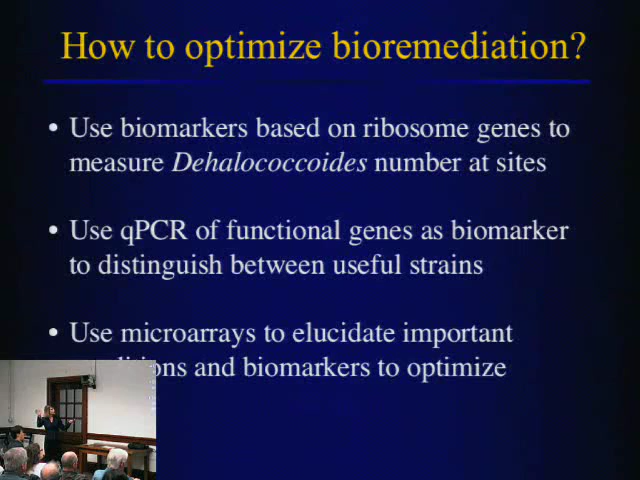 How to optimize bioremediation?
• Use biomarkers based on ribosome genes to
measure Dehalococcoides number at sites
• Use qPCR of functional genes as biomarker
to distinguish between useful strains
• Use microarrays to elucidate important
and biomarkers to optimize